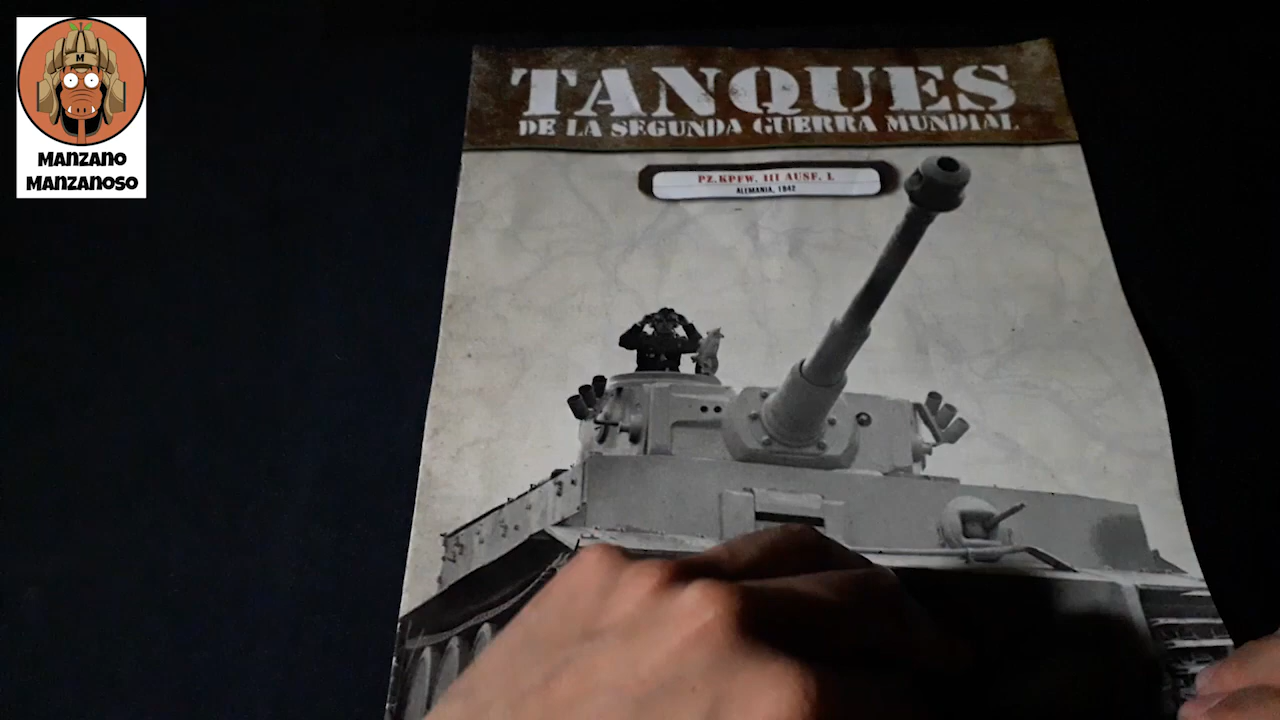 M
MANZANO
MANZANOSO
TANQUES
DE LA SEGUNDA GUERRA MUNDIAL
PZ.KPFW. III AUSF. L
ALEMANIA, 1942